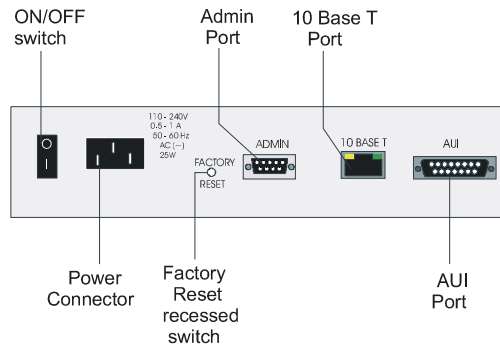 ON/OFF
switch
Admin
Port
10 Base T
Port
110 - 240V
0.5 - 1 A
50 - 60 Hz
AC (~)
25W
FACTORY
RESET
ADMIN
10 BASE T
AUI
Power
Connector
Factory
Reset
recessed
switch
AUI
Port